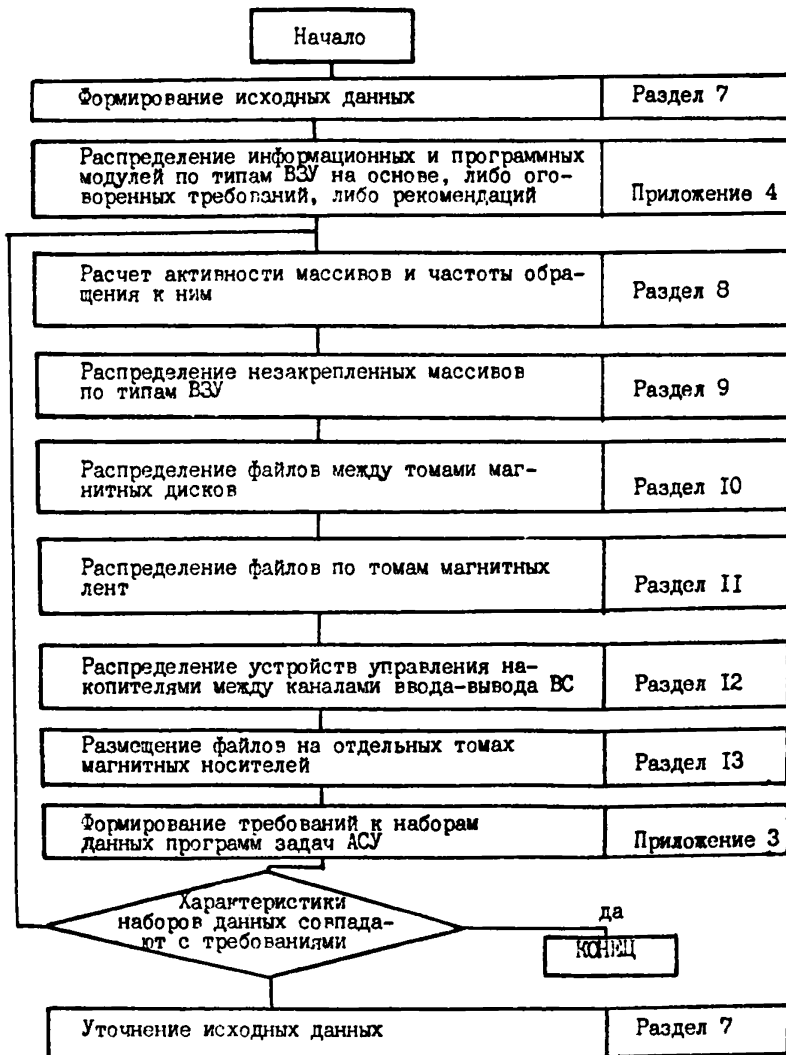 Начало
Формирование исходных данных
Раздел 7
Распределение информационных и программных
модулей по типам ВЗУ на основе, либо ого-
воренных требований, либо рекомендаций
Приложение 4
Расчет активности массивов и частоты обра-
щения к ним
Раздел 8
Распределение незакрепленных массивов
по типам ВЗУ
Раздел 9
Распределение файлов между томами маг-
нитных дисков
Раздел I0
Распределение файлов по томам магнитных
лент
Раздел II
Распределение устройств управления на-
копителями между каналами ввода-вывода ВС
Раздел I2
Размещение файлов на отдельных томах
магнитных носителей
Раздел I3
Формирование требований к наборам
данных программ задач АСУ
Приложение 3
Характеристики
наборов данных совпада-
ют с требованиями
да
КОНЕЦ
Уточнение исходных данных
Раздел 7